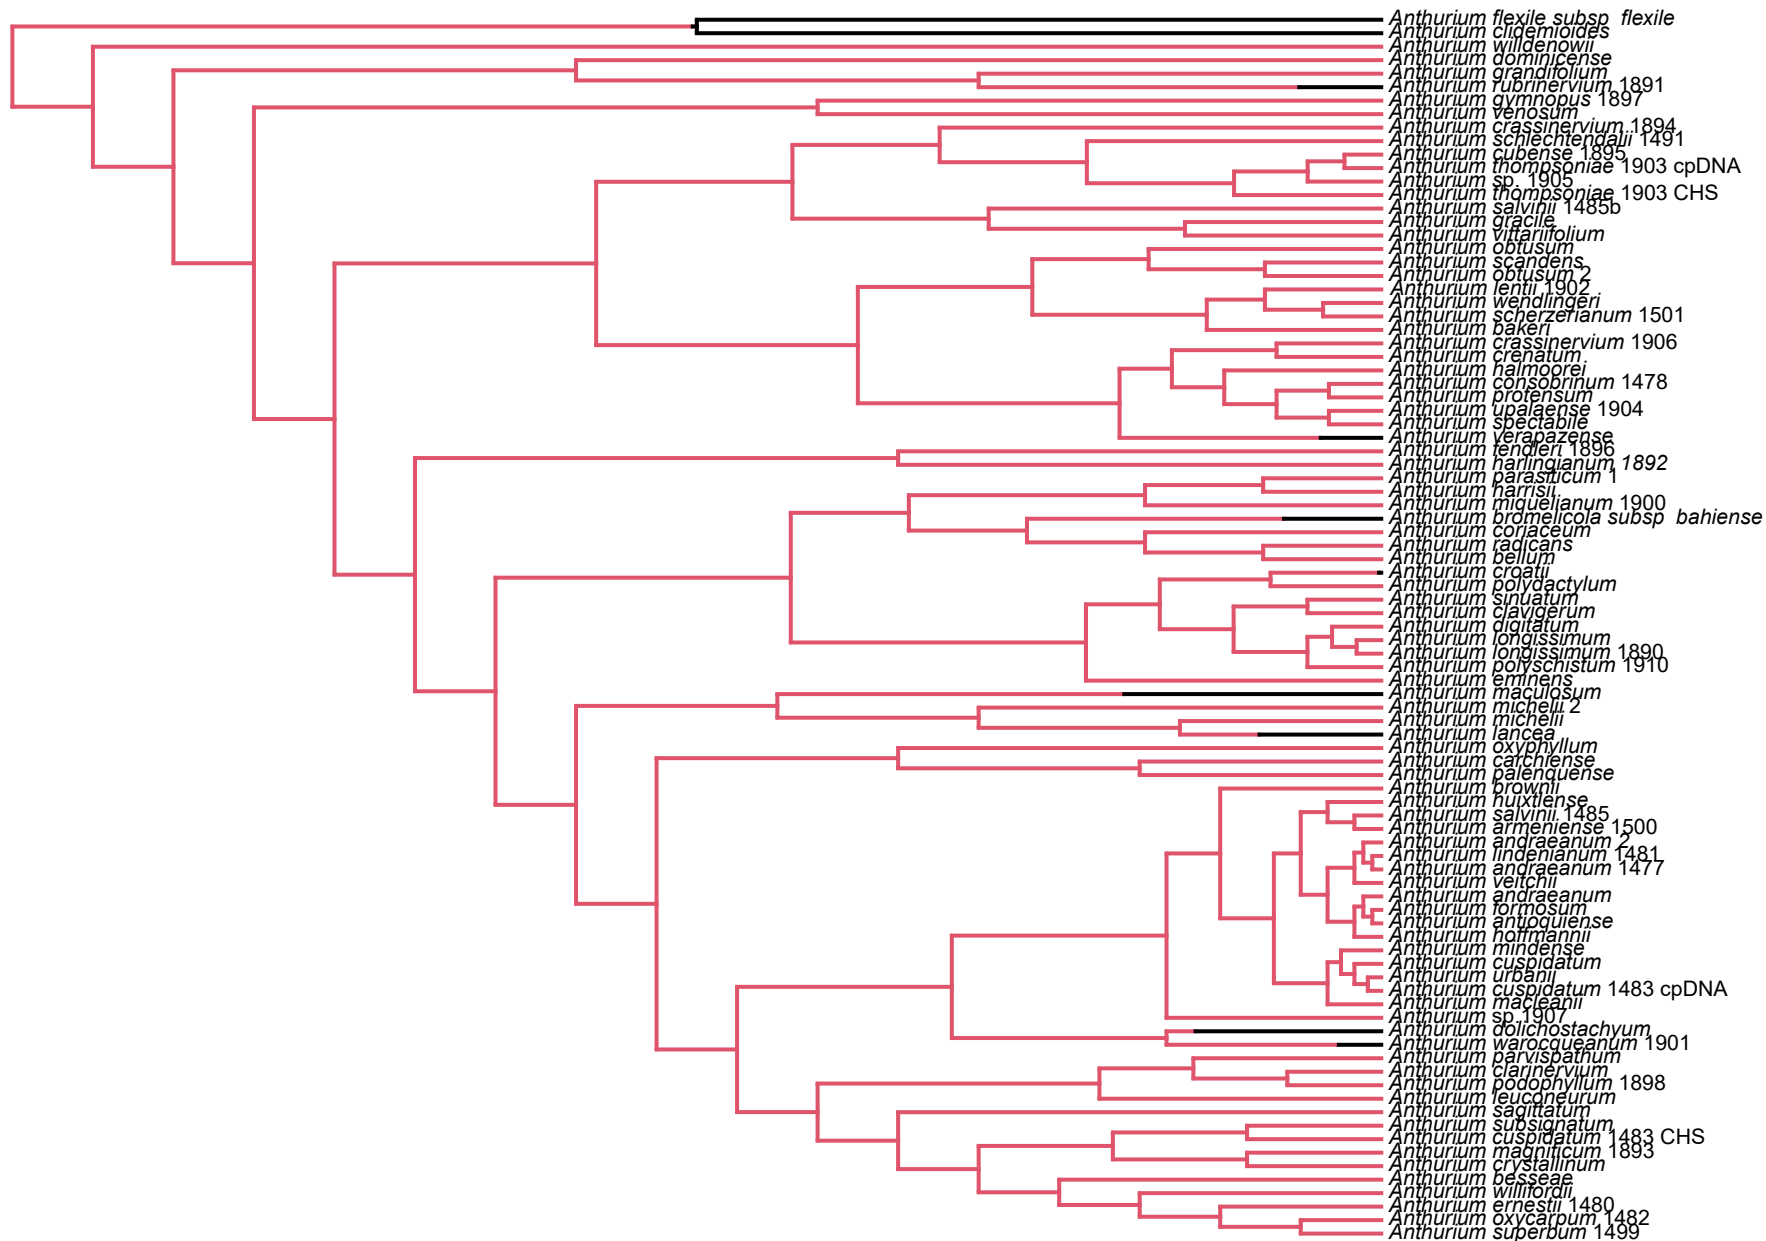 Anthurium flexile subsp flexile
Anthurium clidemioides
Anthurium willdenowii
Anthurium dominicense
Anthurium grandifolium
Anthurium rubrinervium 1891
Anthurium gymnopus 1897
Anthurium venosum
Anthurium crassinervium 1894
Anthurium schlechtendalii 1491
Anthurium cubense 1895
Anthurium thompsoniae 1903 cpDNA
Anthurium sp. 1905
Anthurium thompsoniae 1903 CHS
Anthurium salvinii 1485b
Anthurium gracile
Anthurium vittariifolium
Anthurium obtusum
Anthurium scandens
Anthurium obtusum 2
Anthurium lentii 1902
Anthurium wendlingeri
Anthurium scherzerianum 1501
Anthurium bakeri
Anthurium crassinervium 1906
Anthurium crenatum
Anthurium halmoorei
Anthurium consobrinum 1478
Anthurium protensum
Anthurium upalaense 1904
Anthurium spectabile
Anthurium verapazense
Anthurium fendleri 1896
Anthurium harlingianum 1892
Anthurium parasiticum 1
Anthurium harrisii
Anthurium miquelianum 1900
Anthurium bromelicola subsp bahiense
Anthurium coriaceum
Anthurium radicans
Anthurium bellum
Anthurium croatii
Anthurium polydactylum
Anthurium sinuatum
Anthurium clavigerum
Anthurium digitatum
Anthurium longissimum
Anthurium longissimum 1890
Anthurium polyschistum 1910
Anthurium eminens
Anthurium maculosum
Anthurium michelii 2
Anthurium michelii
Anthurium lancea
Anthurium oxyphyllum
Anthurium carchiense
Anthurium palenquense
Anthurium brownii
Anthurium huixtlense
Anthurium salvinii 1485
Anthurium armeniense 1500
Anthurium andraeanum 2
Anthurium lindenianum 1481
Anthurium andraeanum 1477
Anthurium veitchii
Anthurium andraeanum
Anthurium formosum
Anthurium antioquiense
Anthurium hoffmannii
Anthurium mindense
Anthurium cuspidatum
Anthurium urbanii
Anthurium cuspidatum 1483 cpDNA
Anthurium macleanii
Anthurium sp 1907
Anthurium dolichostachyum
Anthurium warocqueanum 1901
Anthurium parvispathum
Anthurium clarinervium
Anthurium podophyllum 1898
Anthurium leuconeurum
Anthurium sagittatum
Anthurium subsignatum
Anthurium cuspidatum 1483 CHS
Anthurium magnificum 1893
Anthurium crystallinum
Anthurium besseae
Anthurium willifordii
Anthurium ernestii 1480
Anthurium oxycarpum 1482
Anthurium superbum 1499